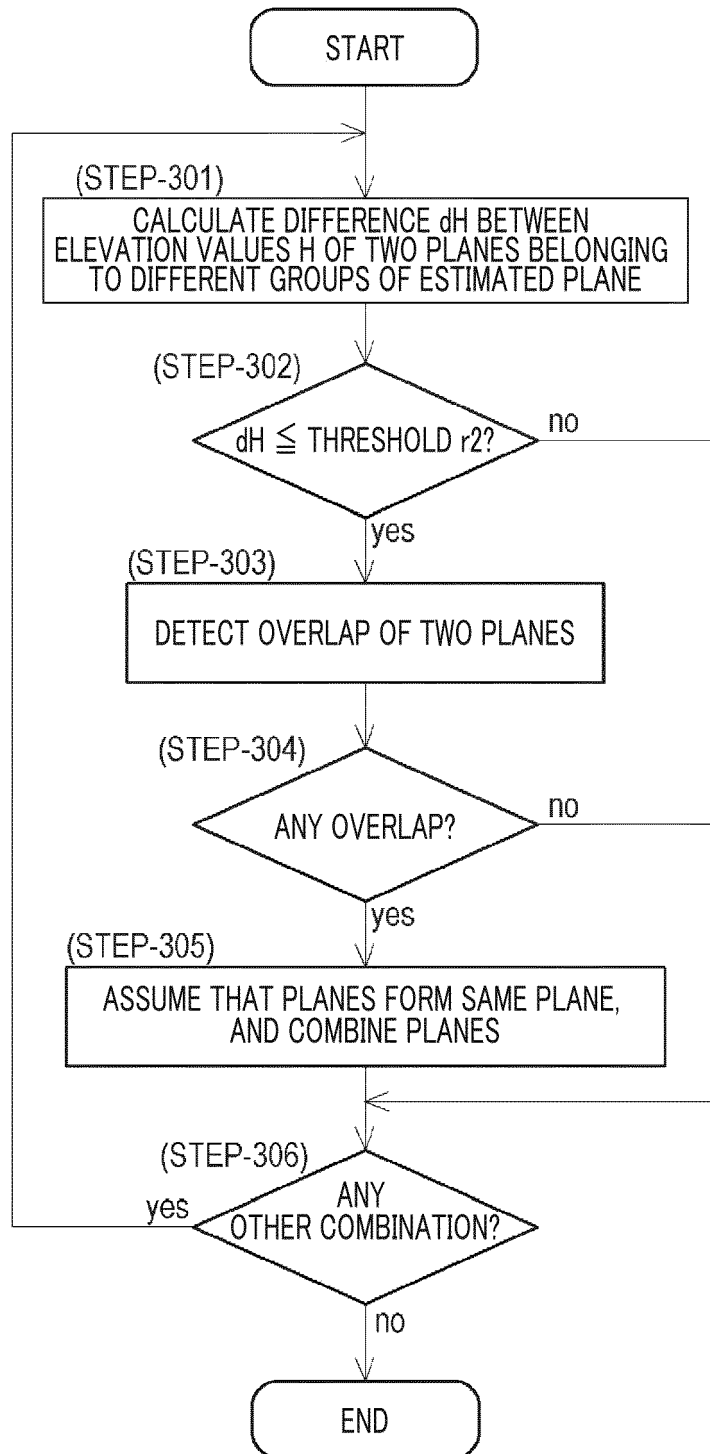 START
(STEP-301)
CALCULATE DIFFERENCE dH BETWEEN
ELEVATION VALUES H OF TWO PLANES BELONGING
TO DIFFERENT GROUPS OF ESTIMATED PLANE
(STEP-302)
dH ≦ THRESHOLD r2?
no
yes
(STEP-303)
DETECT OVERLAP OF TWO PLANES
(STEP-304)
ANY OVERLAP?
no
yes
(STEP-305)
ASSUME THAT PLANES FORM SAME PLANE,
AND COMBINE PLANES
(STEP-306)
yes
ANY
OTHER COMBINATION?
no
END